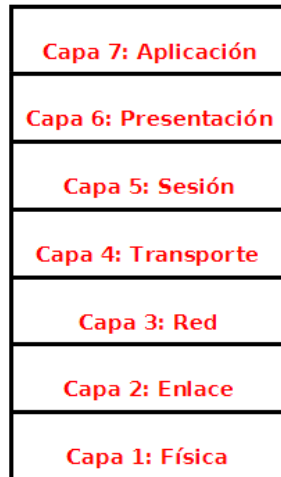 Capa 7: Aplicación
Capa 6: Presentación
Capa 5: Sesión
Capa 4: Transporte
Capa 3: Red
Capa 2: Enlace
Capa 1: Física